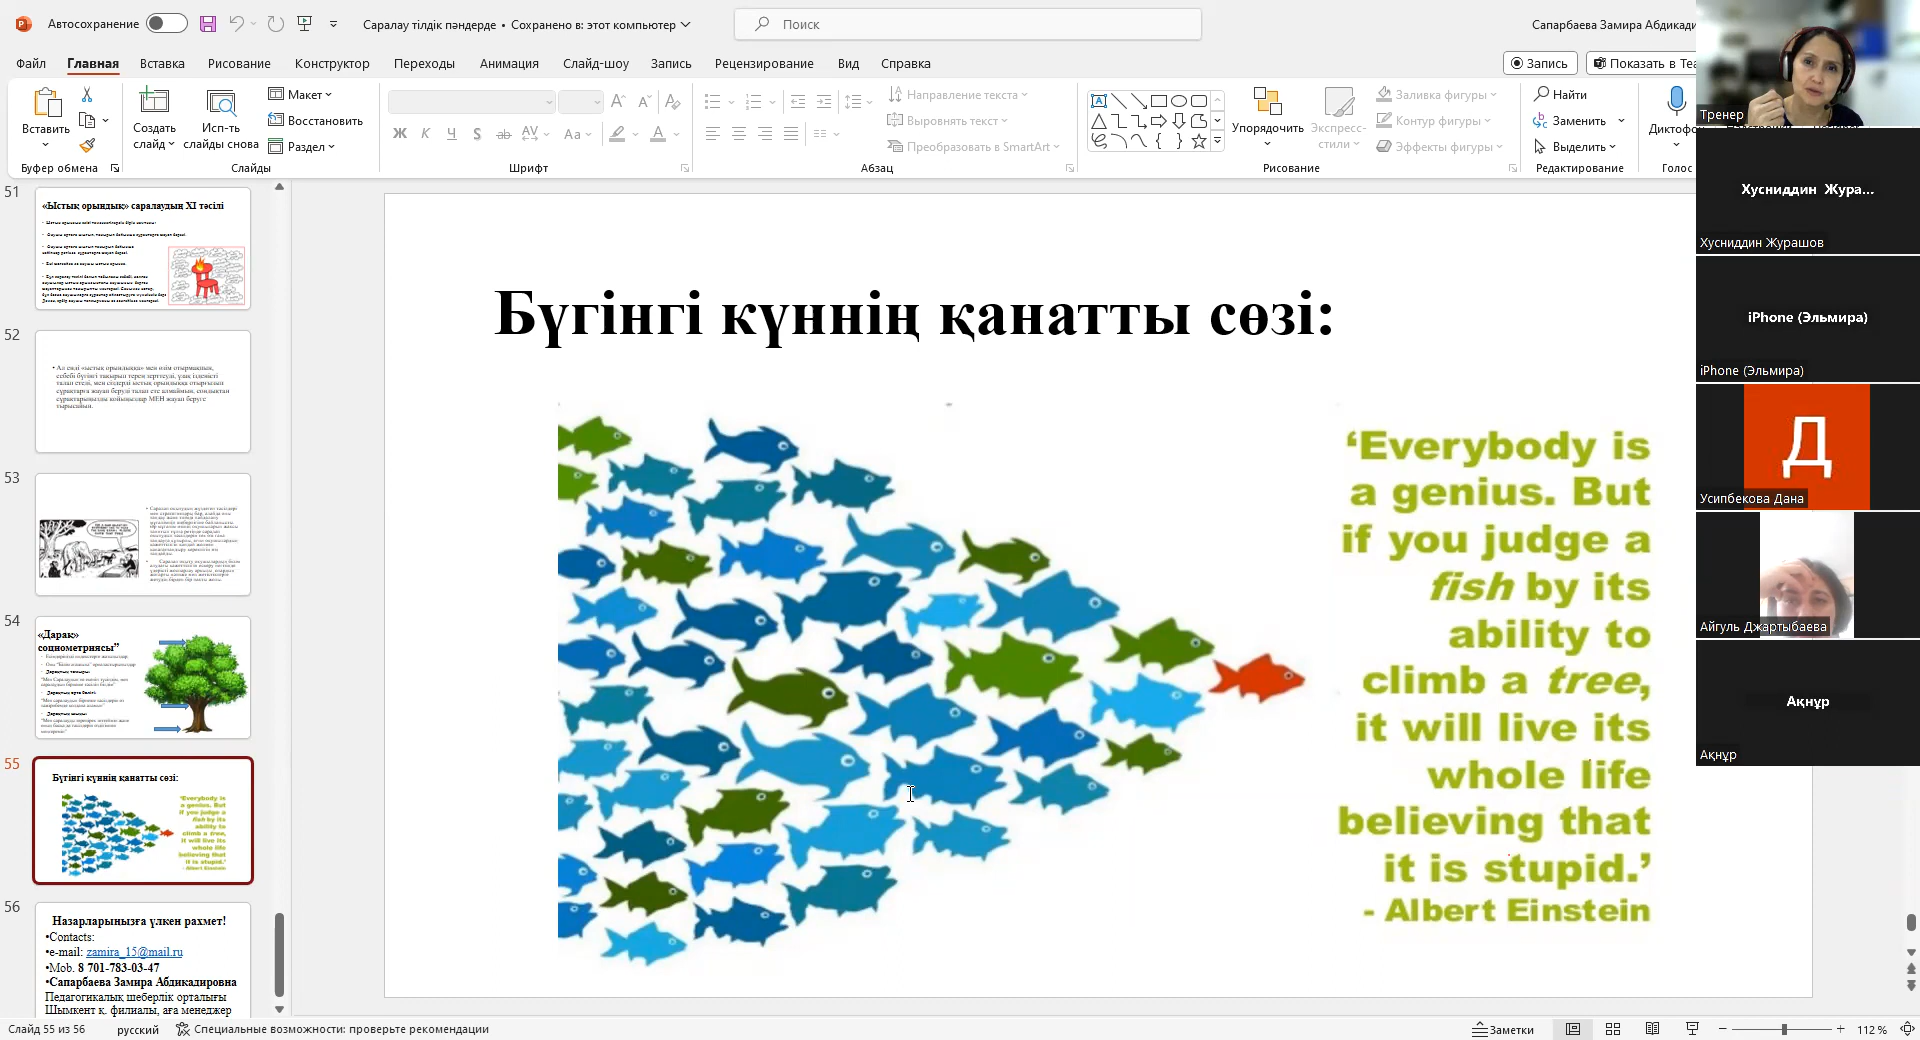 Автосохранение
Саралау тілдік пәндерде • Сохранено в: этот компьютер
Поиск
Сапарбаева Замира Абдикади
Файл Главная Вставка Рисование Конструктор Переходы Анимация Слайд-шоу Запись Рецензирование Вид Справка
Запись
Показать в Tea
Вставить
Буфер обмена
Создать слайд
Исп-ть слайды снова
Макет
Восстановить
Раздел
Слайды
Шрифт
Направление текста
Выровнять текст
Преобразовать в SmartArt
Абзац
Упорядочить
Экспресс-стили
Заливка фигуры
Контур фигуры
Эффекты фигуры
Рисование
Найти
Заменить
Выделить
Редактирование
Диктофо
Голос
51
«Ыстық орындық» саралаудың XI тәсілі
52
53
54
«Дарақ»
социометриясы”
55
Бүгінгі күннің қанатты сөзі:
56
Назарларыңызға үлкен рахмет!
•Contacts:
•e-mail: zamira_15@mail.ru
•Mob. 8 701-783-03-47
•Сапарбаева Замира Абдикадировна
Педагогикалық шеберлік орталығы
Шымкент қ. филиалы, аға менеджер
Бүгінгі күннің қанатты сөзі:
‘Everybody is
a genius. But
if you judge a
fish by its
ability to
climb a tree,
it will live its
whole life
believing that
it is stupid.’
- Albert Einstein
Тренер
Хусниддин Жура...
Хусниддин Журашов
iPhone (Эльмира)
iPhone (Эльмира)
Д
Усипбекова Дана
Айгуль Джартыбаева
Ақнұр
Ақнұр
Слайд 55 из 56
русский
Специальные возможности: проверьте рекомендации
Заметки
112 %